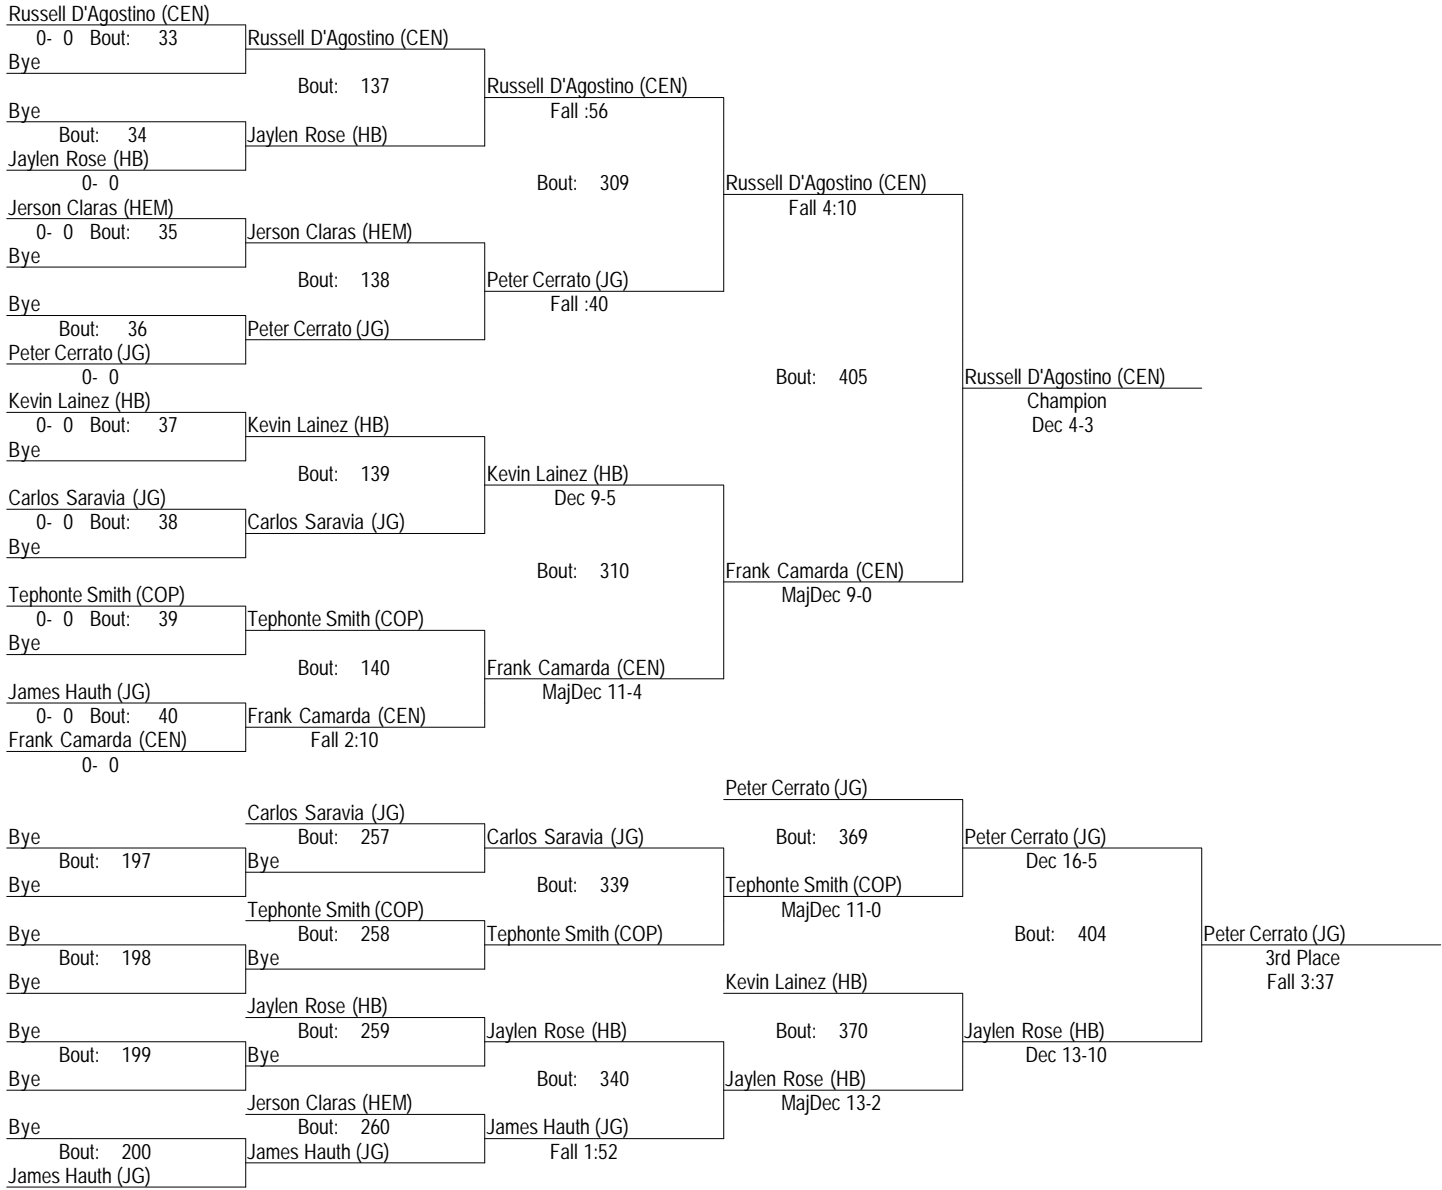 Russell D'Agostino (CEN)
0- 0 Bout: 33 Russell D'Agostino (CEN)
Bye
Bout: 137 Russell D'Agostino (CEN)
Bye Fall :56
Bout: 34 Jaylen Rose (HB)
Jaylen Rose (HB)
0- 0 Bout: 309 Russell D'Agostino (CEN)
Jerson Claras (HEM) Fall 4:10
0- 0 Bout: 35 Jerson Claras (HEM)
Bye
Bout: 138 Peter Cerrato (JG)
Bye Fall :40
Bout: 36 Peter Cerrato (JG)
Peter Cerrato (JG)
0- 0 Bout: 405 Russell D'Agostino (CEN)
Kevin Lainez (HB) Champion
0- 0 Bout: 37 Kevin Lainez (HB) Dec 4-3
Bye
Bout: 139 Kevin Lainez (HB)
Carlos Saravia (JG) Dec 9-5
0- 0 Bout: 38 Carlos Saravia (JG)
Bye
Bout: 310 Frank Camarda (CEN)
Tephonte Smith (COP) MajDec 9-0
0- 0 Bout: 39 Tephonte Smith (COP)
Bye
Bout: 140 Frank Camarda (CEN)
James Hauth (JG) MajDec 11-4
0- 0 Bout: 40 Frank Camarda (CEN)
Frank Camarda (CEN) Fall 2:10
0- 0
Peter Cerrato (JG)
Carlos Saravia (JG)
Bye Bout: 257 Carlos Saravia (JG) Bout: 369 Peter Cerrato (JG)
Bout: 197 Bye Dec 16-5
Bye Bout: 339 Tephonte Smith (COP)
Tephonte Smith (COP) MajDec 11-0
Bye Bout: 258 Tephonte Smith (COP) Bout: 404 Peter Cerrato (JG)
Bout: 198 Bye 3rd Place
Bye Kevin Lainez (HB) Fall 3:37
Jaylen Rose (HB)
Bye Bout: 259 Jaylen Rose (HB) Bout: 370 Jaylen Rose (HB)
Bout: 199 Bye Dec 13-10
Bye Bout: 340 Jaylen Rose (HB)
Jerson Claras (HEM) MajDec 13-2
Bye Bout: 260 James Hauth (JG)
Bout: 200 James Hauth (JG) Fall 1:52
James Hauth (JG)